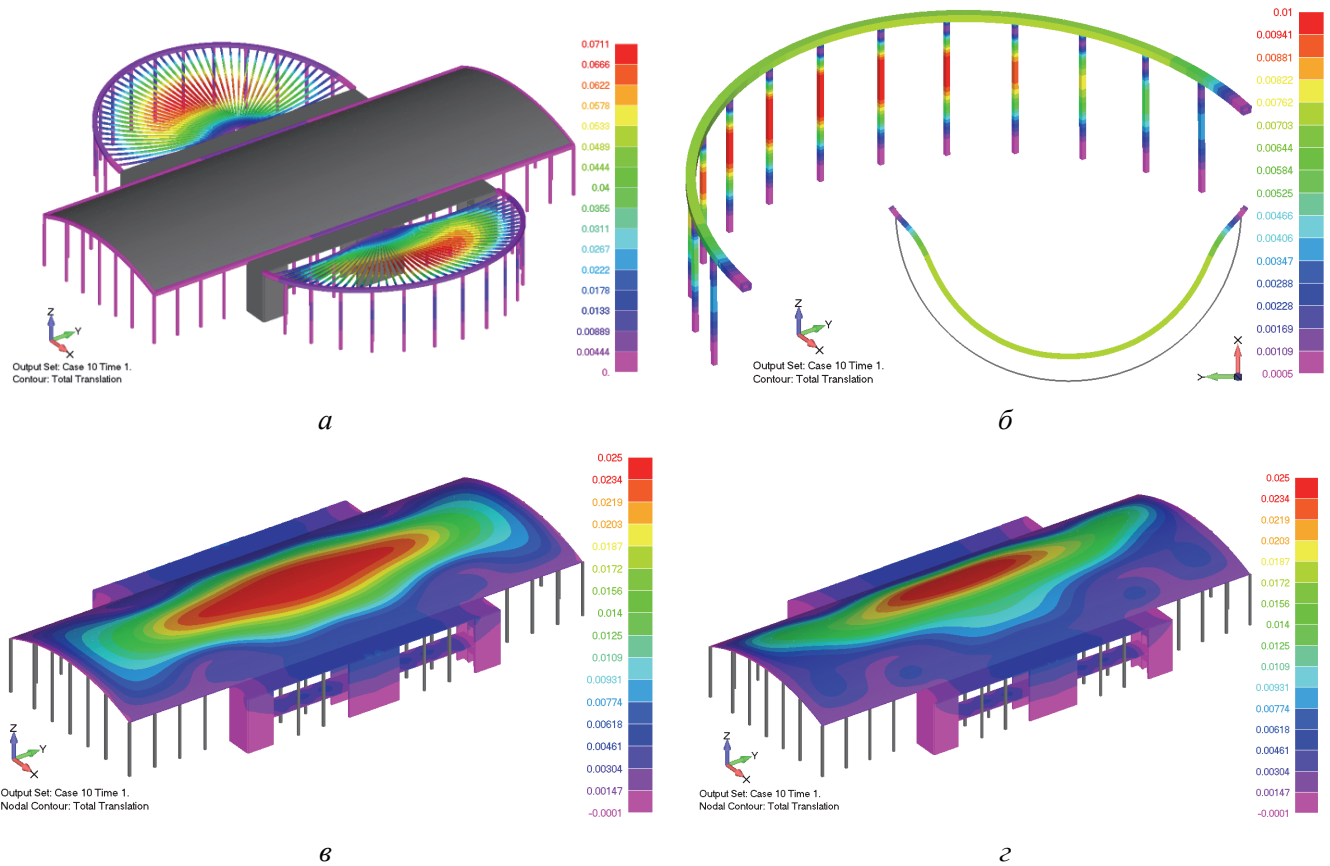 0.0711
0.0666
0.0622
0.0578
0.0533
0.0489
0.0444
0.04
0.0355
0.0311
0.0267
0.0222
0.0178
0.0133
0.00889
0.00444
0.
Z
Y
X
Output Set: Case 10 Time 1.
Contour: Total Translation
а
0.01
0.00941
0.00881
0.00822
0.00762
0.00703
0.00644
0.00584
0.00525
0.00466
0.00406
0.00347
0.00288
0.00228
0.00169
0.00109
0.0005
Z
Y
X
X
Y
Output Set: Case 10 Time 1.
Contour: Total Translation
б
0.025
0.0234
0.0219
0.0203
0.0187
0.0172
0.0156
0.014
0.0125
0.0109
0.00931
0.00774
0.00618
0.00461
0.00304
0.00147
-0.0001
Z
Y
X
Output Set: Case 10 Time 1.
Nodal Contour: Total Translation
в
0.025
0.0234
0.0219
0.0203
0.0187
0.0172
0.0156
0.014
0.0125
0.0109
0.00931
0.00774
0.00618
0.00461
0.00304
0.00147
-0.0001
Z
Y
X
Output Set: Case 10 Time 1.
Nodal Contour: Total Translation
г